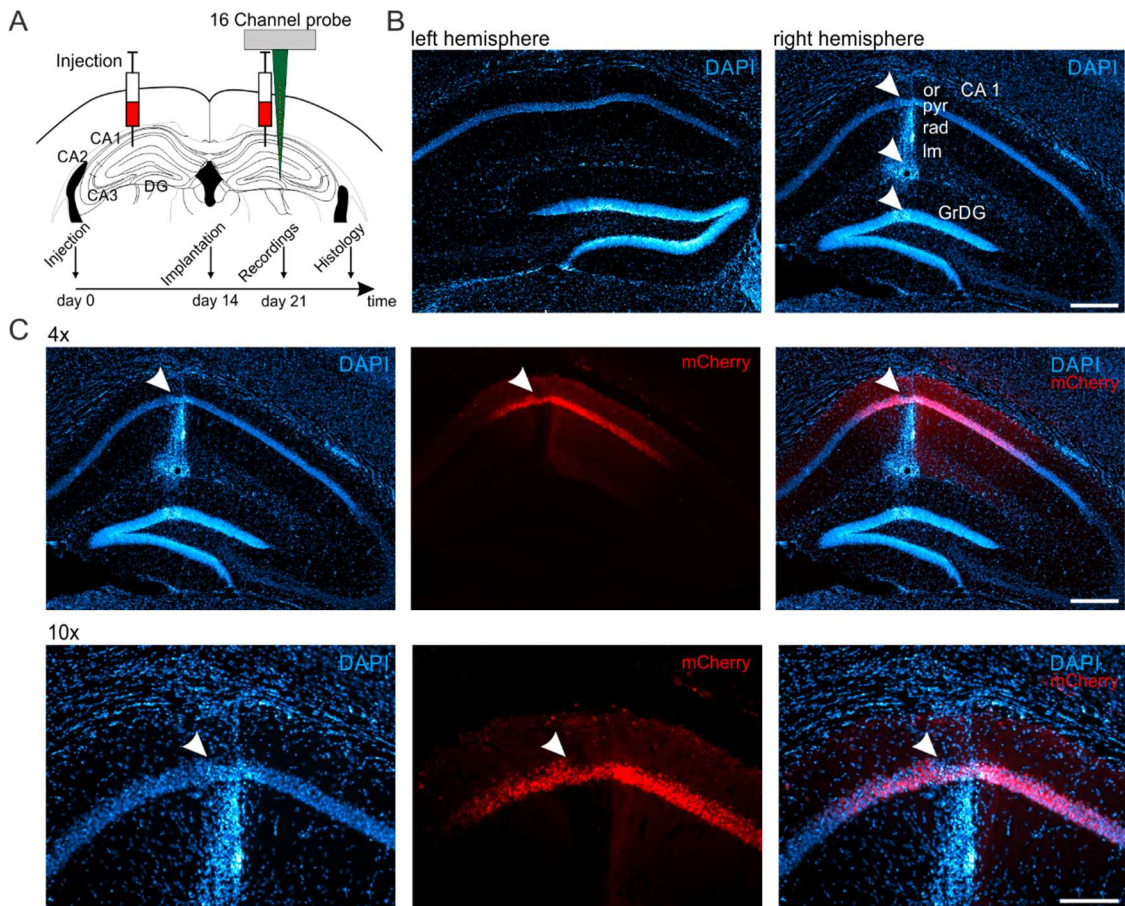 A
16 Channel probe
Injection
CA1
CA2
CA3
DG
Injection
Implantation
Recordings
Histology
day 0
day 14
day 21
time
B
left hemisphere
DAPI
right hemisphere
DAPI
or
CA 1
pyr
rad
lm
GrDG
C
4x
DAPI
mCherry
DAPI
mCherry
10x
DAPI
mCherry
DAPI
mCherry